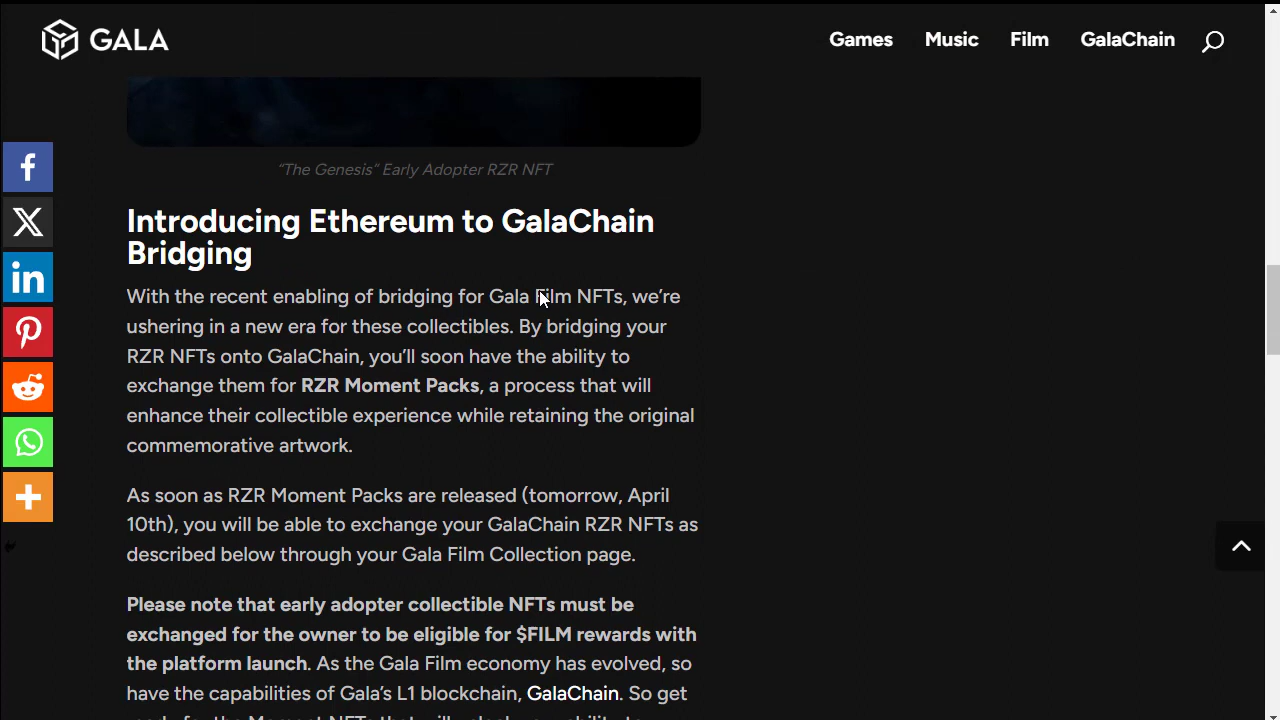 GALA
Games Music Film GalaChain
“The Genesis” Early Adopter RZR NFT
Introducing Ethereum to GalaChain
Bridging
With the recent enabling of bridging for Gala Film NFTs, we’re
ushering in a new era for these collectibles. By bridging your
RZR NFTs onto GalaChain, you’ll soon have the ability to
exchange them for RZR Moment Packs, a process that will
enhance their collectible experience while retaining the original
commemorative artwork.
As soon as RZR Moment Packs are released (tomorrow, April
10th), you will be able to exchange your GalaChain RZR NFTs as
described below through your Gala Film Collection page.
Please note that early adopter collectible NFTs must be
exchanged for the owner to be eligible for $FILM rewards with
the platform launch. As the Gala Film economy has evolved, so
have the capabilities of Gala’s L1 blockchain, GalaChain. So get